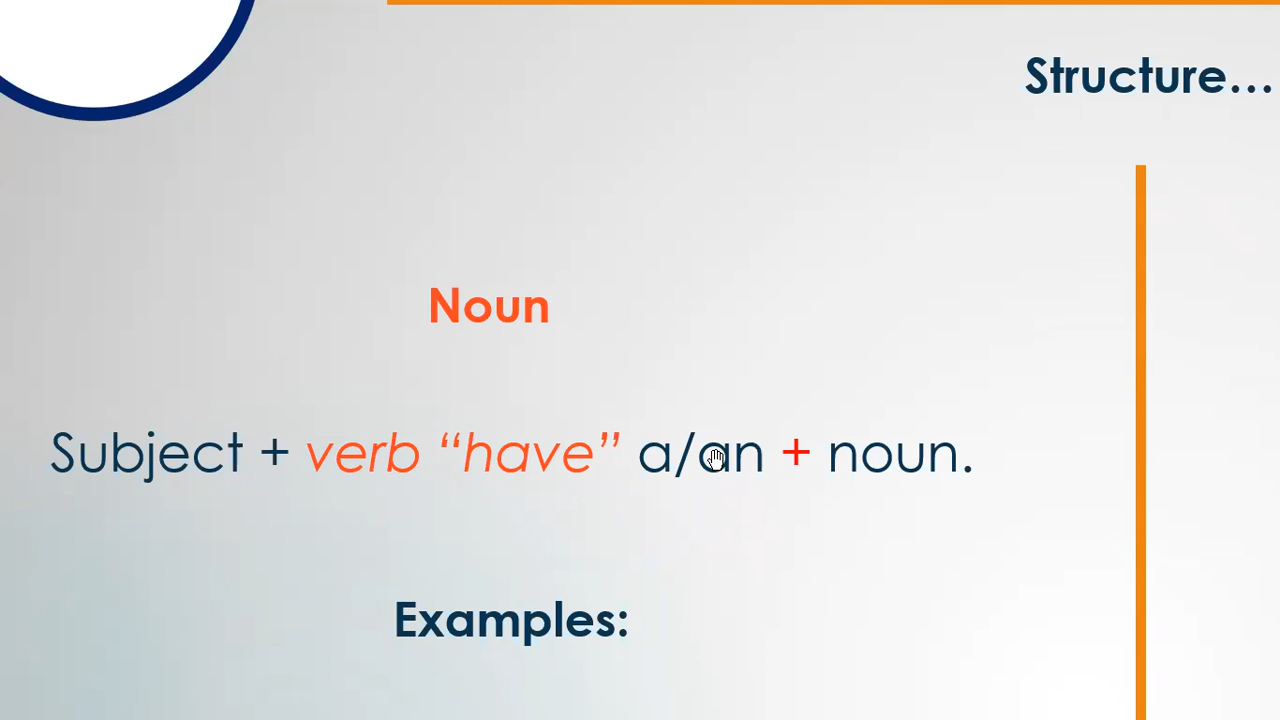 Structure...
Noun
Subject + verb “have” a/an + noun.
Examples: